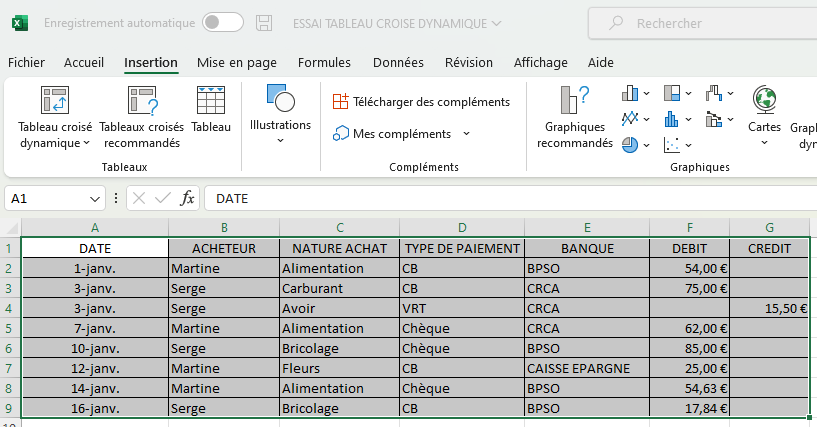 Enregistrement automatique ESSAI TABLEAU CROISE DYNAMIQUE Rechercher
Fichier Accueil Insertion Mise en page Formules Données Révision Affichage Aide
Tableau croisé dynamique
Tableaux croisés recommandés
Tableau
Tableaux
Illustrations
Télécharger des compléments
Mes compléments
Compléments
Graphiques recommandés
Graphiques
Cartes
A1 fx DATE
A B C D E F G
1 DATE ACHETEUR NATURE ACHAT TYPE DE PAIEMENT BANQUE DEBIT CREDIT
2 1-janv. Martine Alimentation CB BPSO 54,00 €
3 3-janv. Serge Carburant CB CRCA 75,00 €
4 3-janv. Serge Avoir VRT CRCA 15,50 €
5 7-janv. Martine Alimentation Chèque CRCA 62,00 €
6 10-janv. Serge Bricolage Chèque BPSO 85,00 €
7 12-janv. Martine Fleurs CB CAISSE EPARGNE 25,00 €
8 14-janv. Martine Alimentation Chèque BPSO 54,63 €
9 16-janv. Serge Bricolage CB BPSO 17,84 €